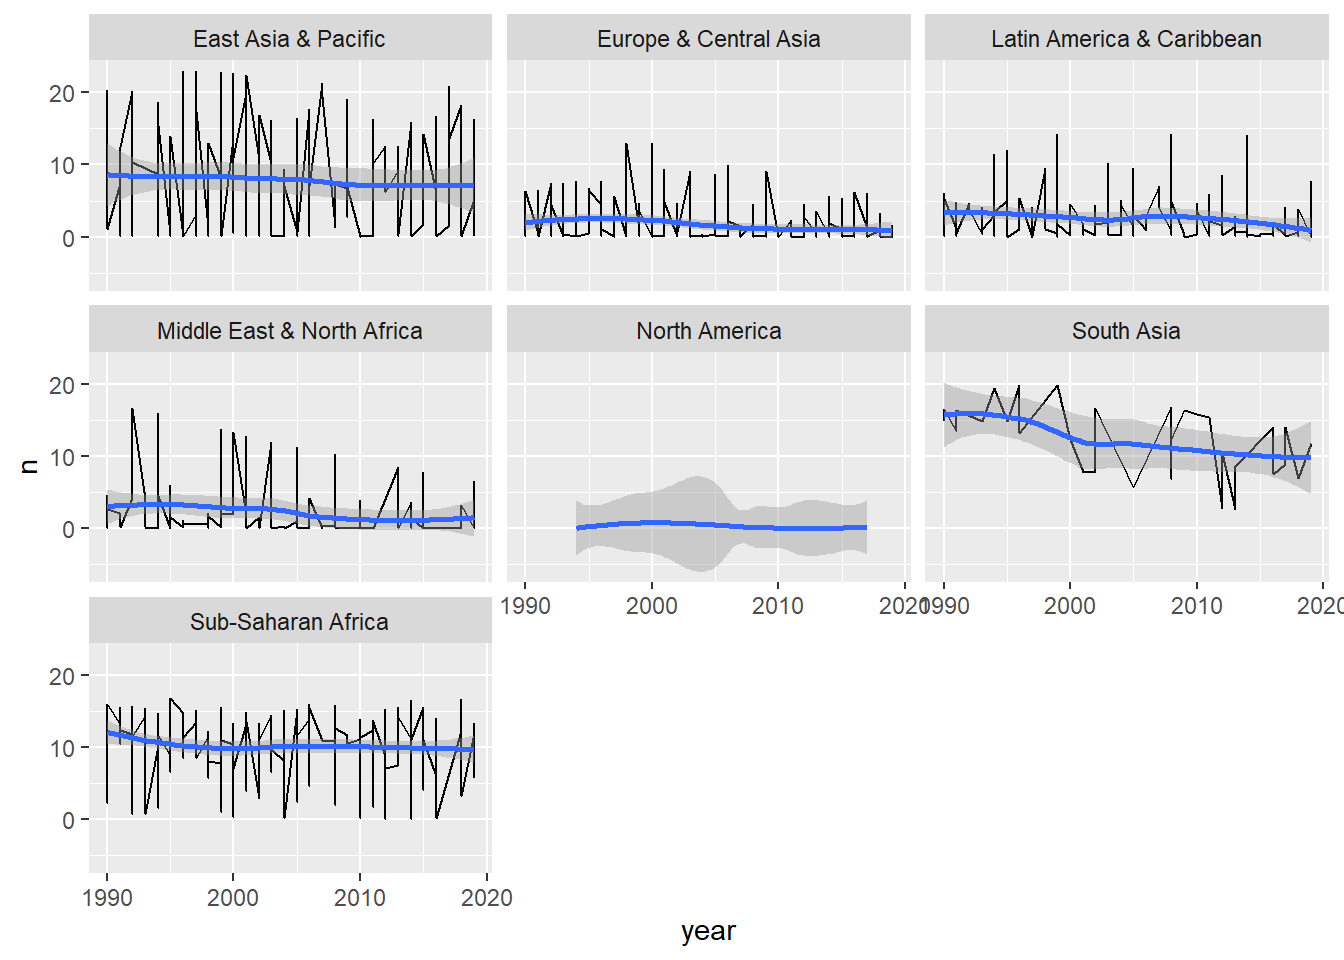 East Asia & Pacific
Europe & Central Asia
Latin America & Caribbean
20
10
0
Middle East & North Africa
North America
South Asia
20
10
0
1990 2000 2010 2020
1990 2000 2010 2020
Sub-Saharan Africa
20
10
0
1990 2000 2010 2020
n
year